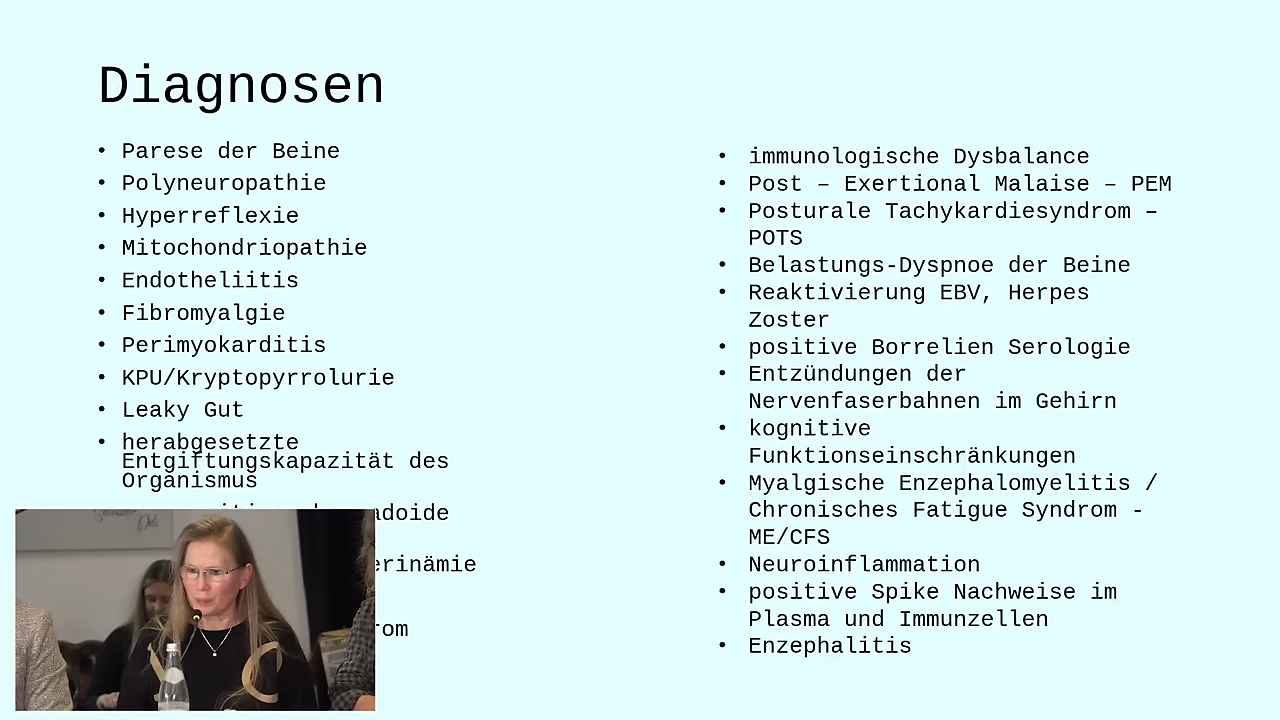 Diagnosen
• Parese der Beine
• Polyneuropathie
• Hyperreflexie
• Mitochondriopathie
• Endotheliitis
• Fibromyalgie
• Perimyokarditis
• KPU/Kryptopyrrolurie
• Leaky Gut
• herabgesetzte
Entgiftungskapazität des
Organismus
• immunologische Dysbalance
• Post – Exertional Malaise – PEM
• Posturale Tachykardiesyndrom –
POTS
• Belastungs-Dyspnoe der Beine
• Reaktivierung EBV, Herpes
Zoster
• positive Borrelien Serologie
• Entzündungen der
Nervenfaserbahnen im Gehirn
• kognitive
Funktionseinschränkungen
• Myalgische Enzephalomyelitis /
Chronisches Fatigue Syndrom -
ME/CFS
• Neuroinflammation
• positive Spike Nachweise im
Plasma und Immunzellen
• Enzephalitis